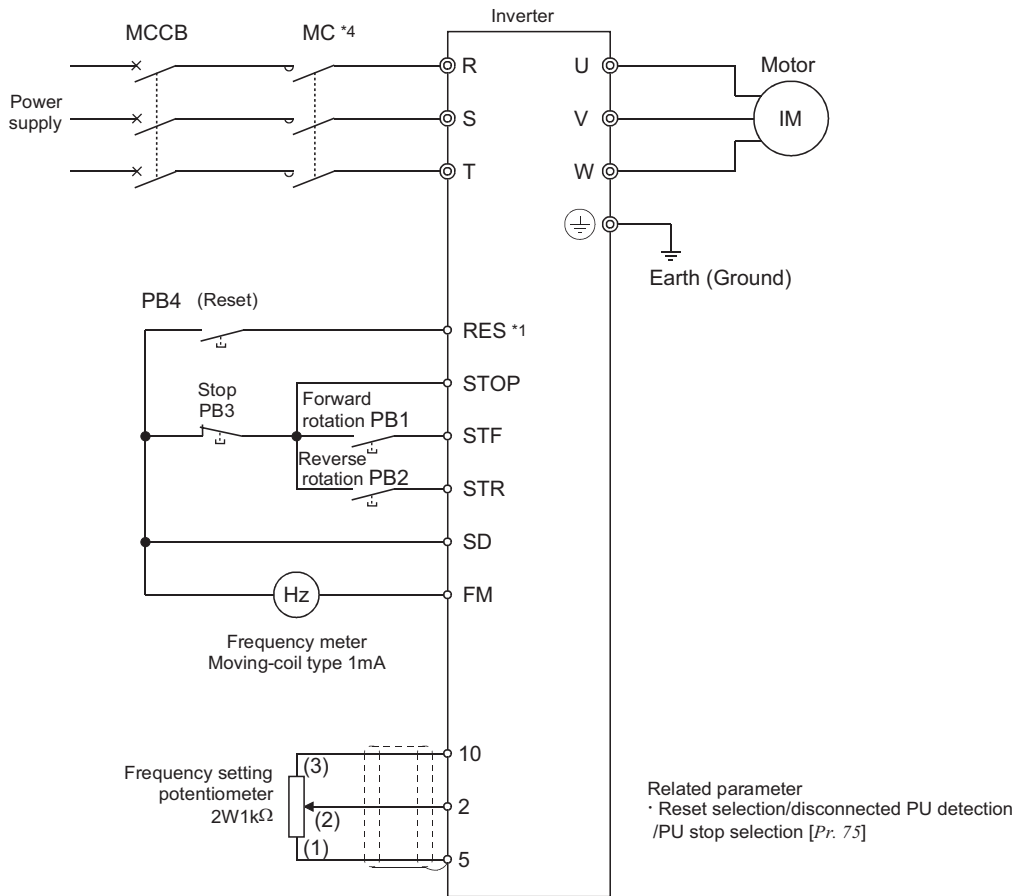 Inverter
MCCB
MC *4
R
U
Motor
Power
supply
S
V
IM
T
W
Earth (Ground)
PB4 (Reset)
RES *1
STOP
Stop
PB3
Forward
rotation PB1
STF
Reverse
rotation PB2
STR
SD
Hz
FM
Frequency meter
Moving-coil type 1mA
10
(3)
Frequency setting
potentiometer
2W1kΩ
2
(2)
(1)
5
Related parameter
· Reset selection/disconnected PU detection
/PU stop selection [Pr. 75]